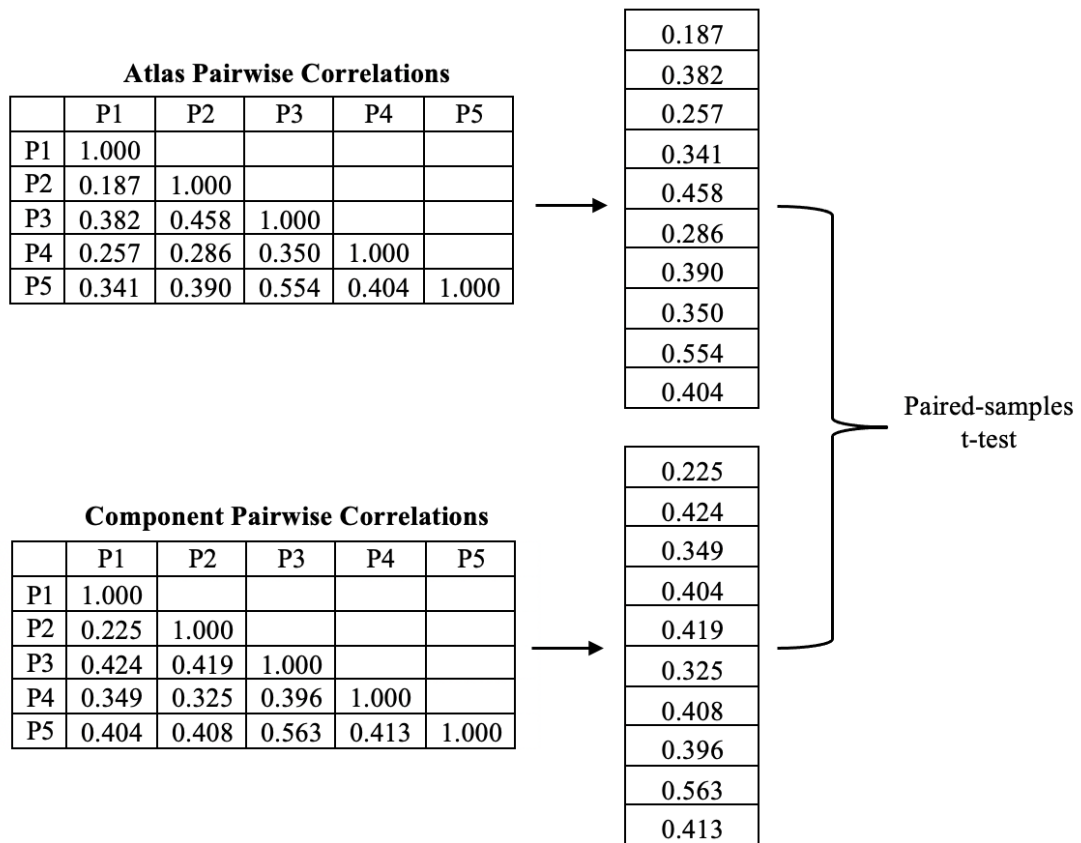 Atlas Pairwise Correlations
P1 P2 P3 P4 P5
P1 1.000
P2 0.187 1.000
P3 0.382 0.458 1.000
P4 0.257 0.286 0.350 1.000
P5 0.341 0.390 0.554 0.404 1.000
0.187
0.382
0.257
0.341
0.458
0.286
0.390
0.350
0.554
0.404
Component Pairwise Correlations
P1 P2 P3 P4 P5
P1 1.000
P2 0.225 1.000
P3 0.424 0.419 1.000
P4 0.349 0.325 0.396 1.000
P5 0.404 0.408 0.563 0.413 1.000
0.225
0.424
0.349
0.404
0.419
0.325
0.408
0.396
0.563
0.413
Paired-samples
t-test